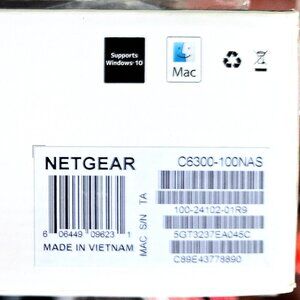 Supports
Windows 10
Mac
NETGEAR
C6300-100NAS
6 06449 09623 1
MADE IN VIETNAM
TA
S/N
MAC
100-24102-01R9
5GT3237EA045C
C89E43778890